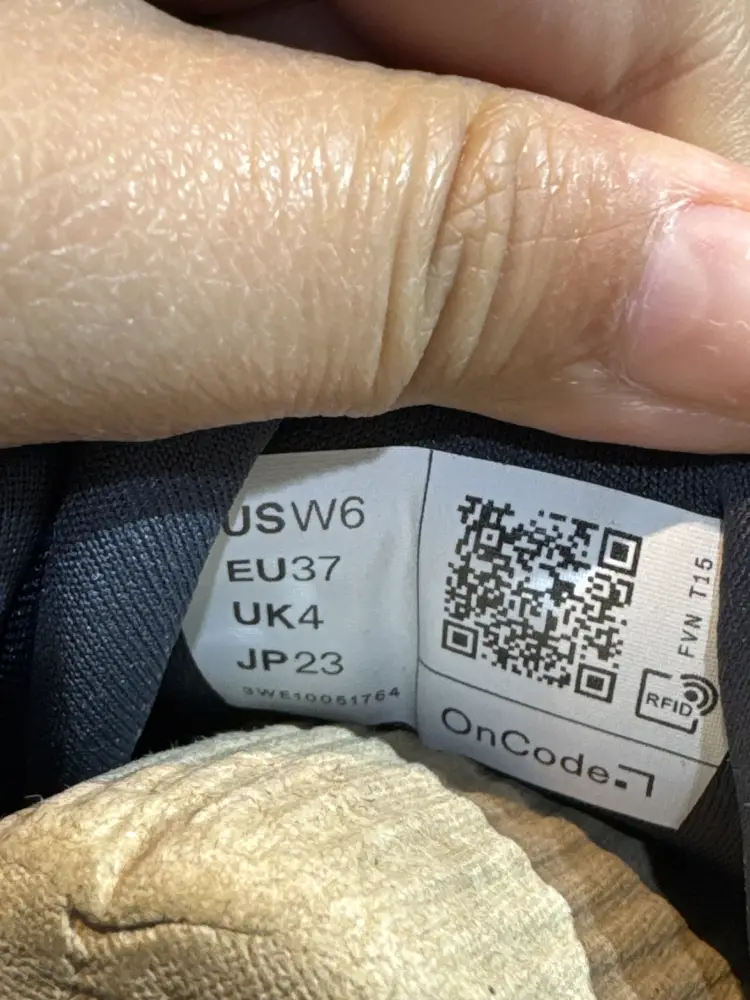 USW6
EU37
UK4
JP23
3WE10051764
FVN T15
RFID
OnCode